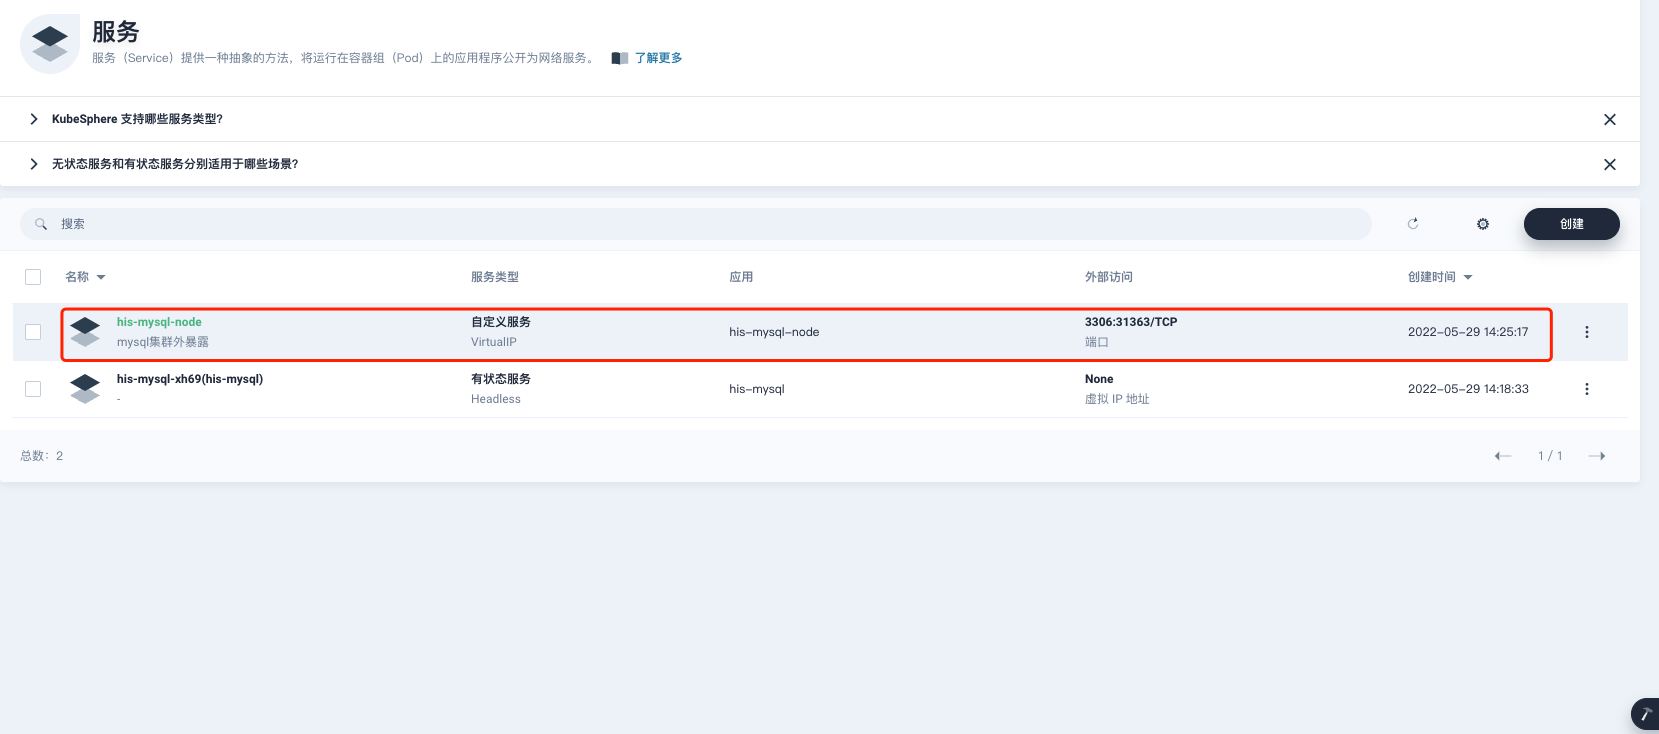 服务
服务（Service）提供一种抽象的方法，将运行在容器组（Pod）上的应用程序公开为网络服务。 了解更多
KubeSphere 支持哪些服务类型？
无状态服务和有状态服务分别适用于哪些场景？
搜索
创建
名称 服务类型 应用 外部访问 创建时间
his-mysql-node
mysql集群外暴露
自定义服务
VirtualIP
his-mysql-node
3306:31363/TCP
端口
2022-05-29 14:25:17
his-mysql-xh69(his-mysql)
-
有状态服务
Headless
his-mysql
None
虚拟 IP 地址
2022-05-29 14:18:33
总数：2
1 / 1